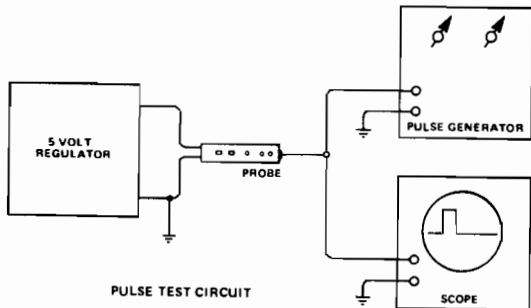 5 VOLT
REGULATOR
PROBE
PULSE GENERATOR
SCOPE
PULSE TEST CIRCUIT